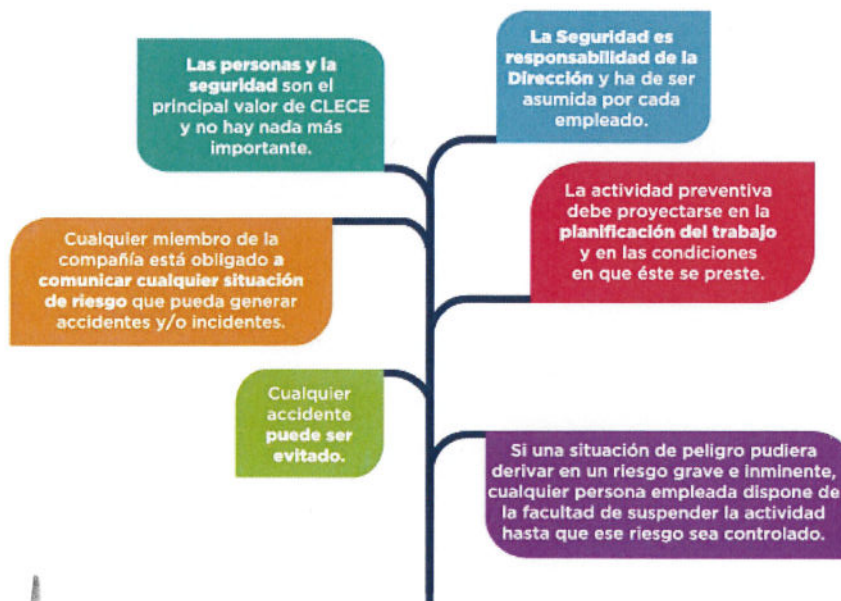 Las personas y la
seguridad son el
principal valor de CLECE
y no hay nada más
importante.
La Seguridad es
responsabilidad de la
Dirección y ha de ser
asumida por cada
empleado.
La actividad preventiva
debe proyectarse en la
planificación del trabajo
y en las condiciones
en que éste se preste.
Cualquier miembro de la
compañía está obligado a
comunicar cualquier situación
de riesgo que pueda generar
accidentes y/o incidentes.
Cualquier
accidente
puede ser
evitado.
Si una situación de peligro pudiera
derivar en un riesgo grave e inminente,
cualquier persona empleada dispone de
la facultad de suspender la actividad
hasta que ese riesgo sea controlado.